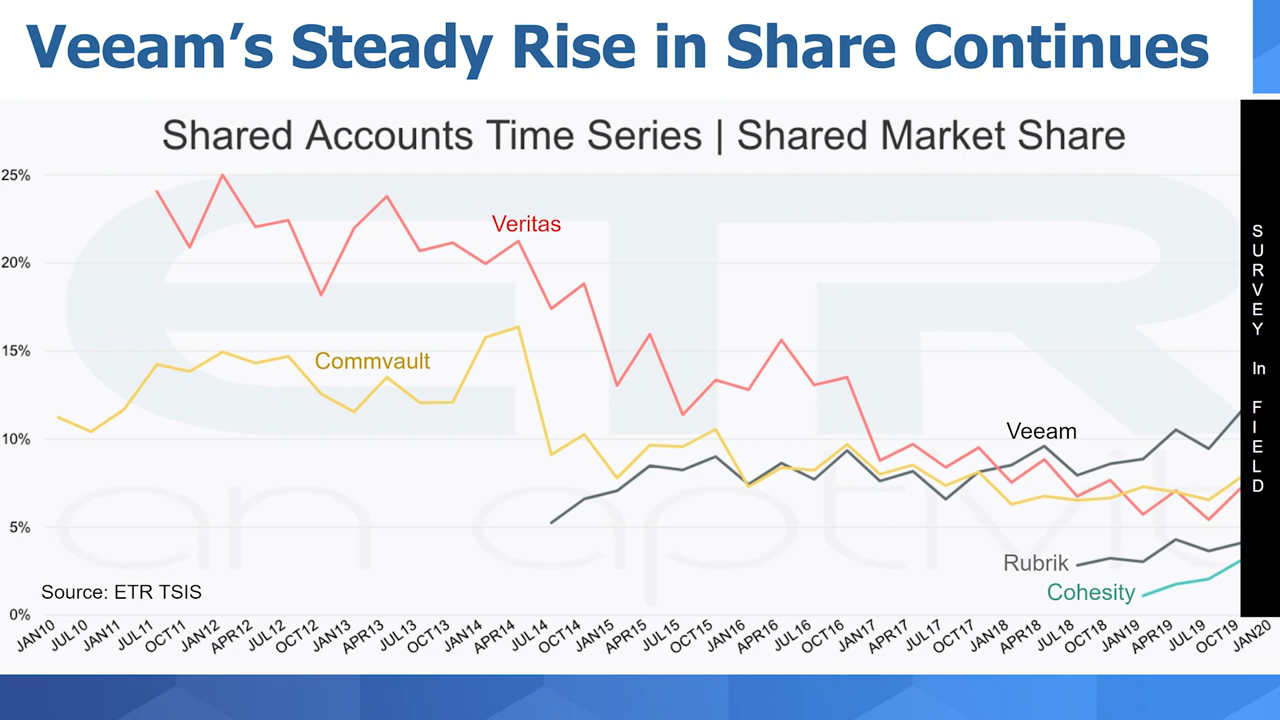 Veeam’s Steady Rise in Share Continues
Shared Accounts Time Series | Shared Market Share
25%
20%
15%
10%
5%
0%
Veritas
Commvault
Veeam
Rubrik
Cohesity
Source: ETR TSIS
ETR
an aptivit
SURVEY In FIELD
JAN10
JUL10
JAN11
JUL11
OCT11
JAN12
APR12
JUL12
OCT12
JAN13
APR13
JUL13
OCT13
JAN14
APR14
JUL14
OCT14
JAN15
APR15
JUL15
OCT15
JAN16
APR16
JUL16
OCT16
JAN17
APR17
JUL17
OCT17
JAN18
APR18
JUL18
OCT18
JAN19
APR19
JUL19
OCT19
JAN20